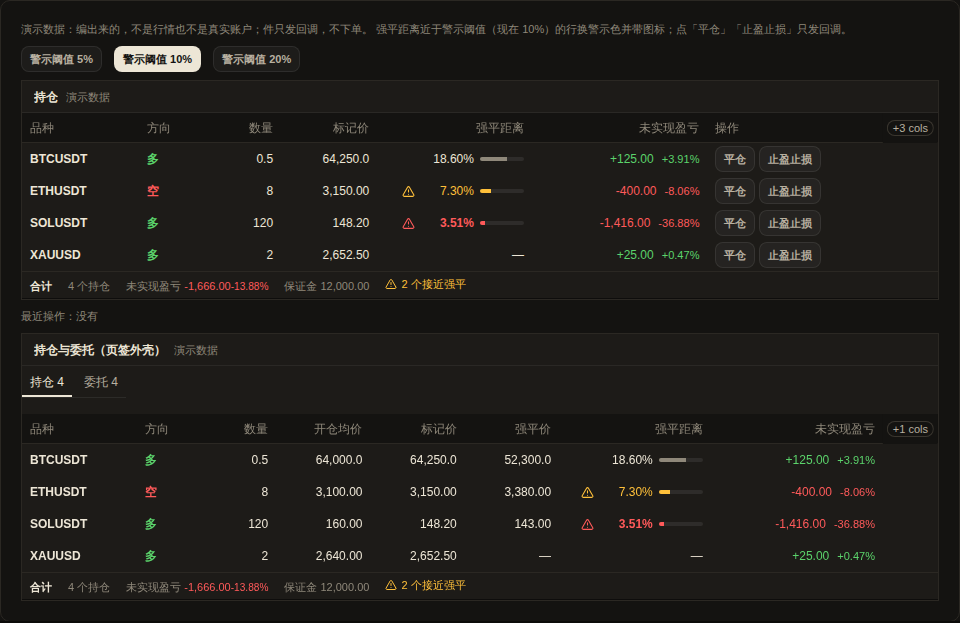 演示数据：编出来的，不是行情也不是真实账户；件只发回调，不下单。 强平距离近于警示阈值（现在 10%）的行换警示色并带图标；点「平仓」「止盈止损」只发回调。
警示阈值 5% 警示阈值 10% 警示阈值 20%
持仓 演示数据
品种 方向 数量 标记价 强平距离 未实现盈亏 操作 +3 cols
BTCUSDT 多 0.5 64,250.0 18.60% +125.00 +3.91% 平仓 止盈止损
ETHUSDT 空 8 3,150.00 7.30% -400.00 -8.06% 平仓 止盈止损
SOLUSDT 多 120 148.20 3.51% -1,416.00 -36.88% 平仓 止盈止损
XAUUSD 多 2 2,652.50 — +25.00 +0.47% 平仓 止盈止损
合计 4 个持仓 未实现盈亏 -1,666.00-13.88% 保证金 12,000.00 2 个接近强平
最近操作：没有
持仓与委托（页签外壳） 演示数据
持仓 4 委托 4
品种 方向 数量 开仓均价 标记价 强平价 强平距离 未实现盈亏 +1 cols
BTCUSDT 多 0.5 64,000.0 64,250.0 52,300.0 18.60% +125.00 +3.91%
ETHUSDT 空 8 3,100.00 3,150.00 3,380.00 7.30% -400.00 -8.06%
SOLUSDT 多 120 160.00 148.20 143.00 3.51% -1,416.00 -36.88%
XAUUSD 多 2 2,640.00 2,652.50 — — +25.00 +0.47%
合计 4 个持仓 未实现盈亏 -1,666.00-13.88% 保证金 12,000.00 2 个接近强平